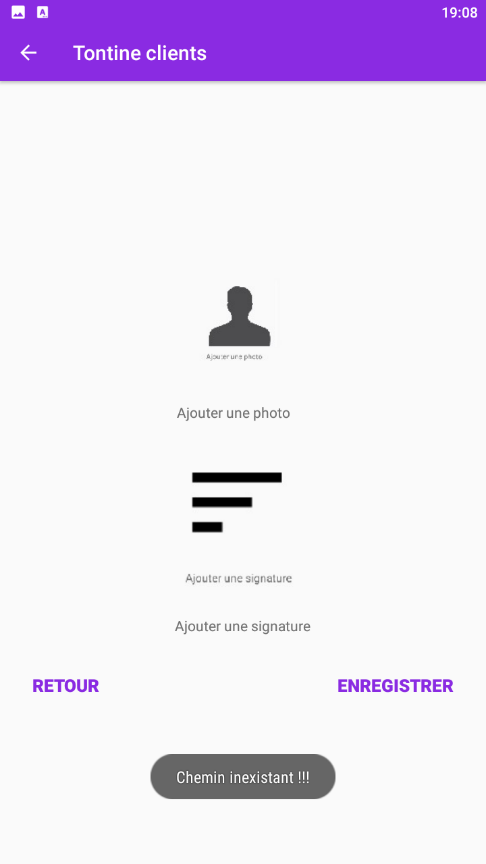 19:08
Tontine clients
Ajouter une photo
Ajouter une photo
Ajouter une signature
Ajouter une signature
RETOUR
ENREGISTRER
Chemin inexistant !!!